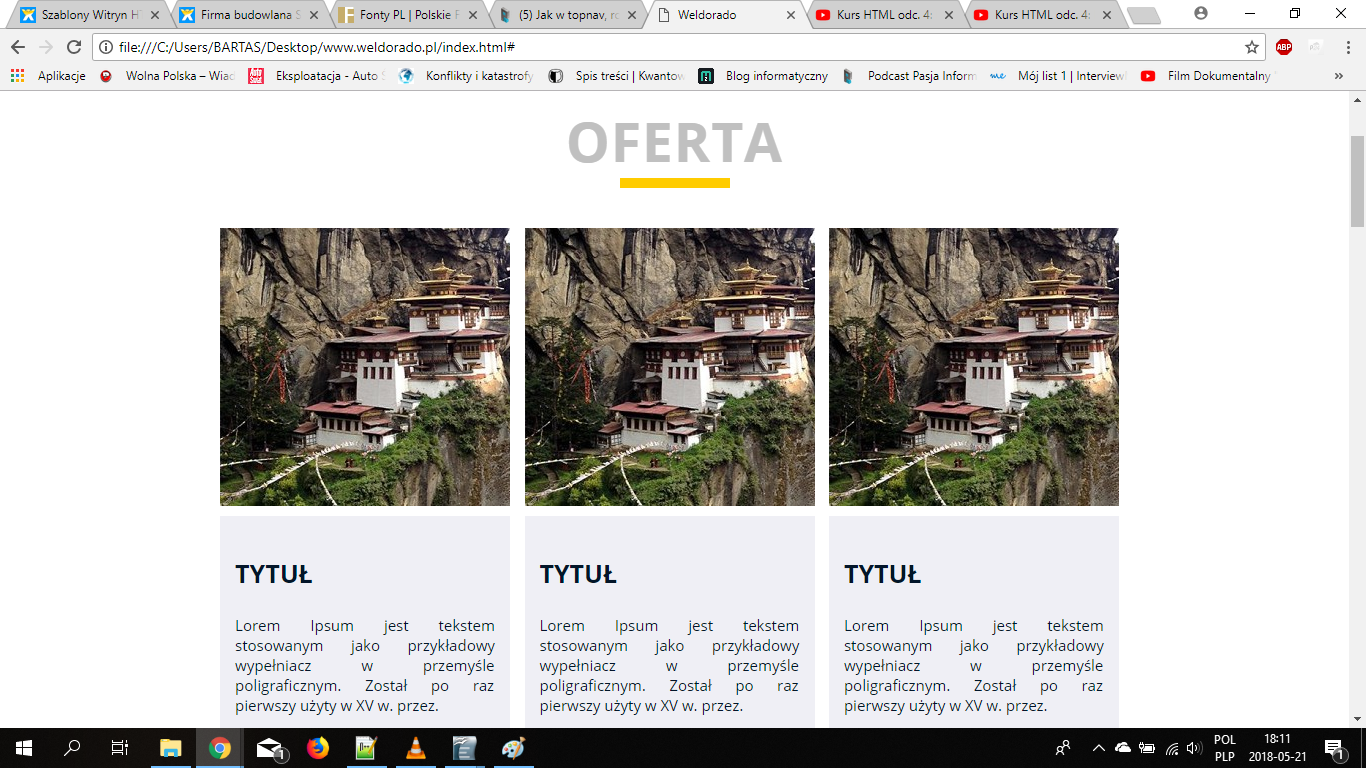 Szablony Witryn HT
Firma budowlana S
Fonty PL | Polskie F
(5) Jak w topnav, ro
Weldorado
Kurs HTML odc. 4:
Kurs HTML odc. 4:
file:///C:/Users/BARTAS/Desktop/www.weldorado.pl/index.html#
ABP
Aplikacje
Wolna Polska – Wiad
Eksploatacja - Auto Ś
Konflikty i katastrofy
Spis treści | Kwantow
Blog informatyczny
Podcast Pasja Inform
Mój list 1 | Interview
Film Dokumentalny
OFERTA
TYTUŁ
Lorem Ipsum jest tekstem
stosowanym jako przykładowy
wypełniacz w przemyśle
poligraficznym. Został po raz
pierwszy użyty w XV w. przez.
TYTUŁ
Lorem Ipsum jest tekstem
stosowanym jako przykładowy
wypełniacz w przemyśle
poligraficznym. Został po raz
pierwszy użyty w XV w. przez.
TYTUŁ
Lorem Ipsum jest tekstem
stosowanym jako przykładowy
wypełniacz w przemyśle
poligraficznym. Został po raz
pierwszy użyty w XV w. przez.
1
POL
PLP
18:11
2018-05-21
1